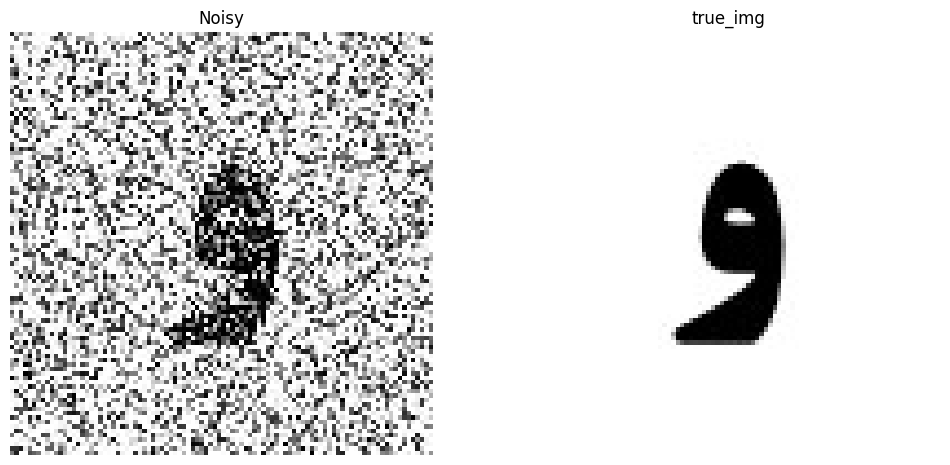 Noisy true_img
و و